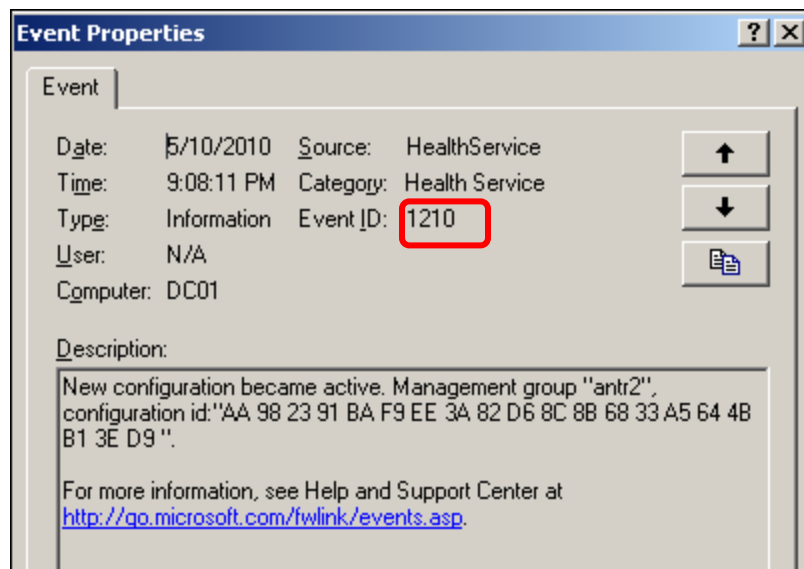 Event Properties
Event
Date: 5/10/2010 Source: HealthService
Time: 9:08:11 PM Category: Health Service
Type: Information Event ID: 1210
User: N/A
Computer: DC01
Description:
New configuration became active. Management group "antr2",
configuration id:"AA 98 23 91 BA F9 EE 3A 82 D6 8C 8B 68 33 A5 64 4B
B1 3E D9 ".
For more information, see Help and Support Center at
http://go.microsoft.com/fwlink/events.asp.